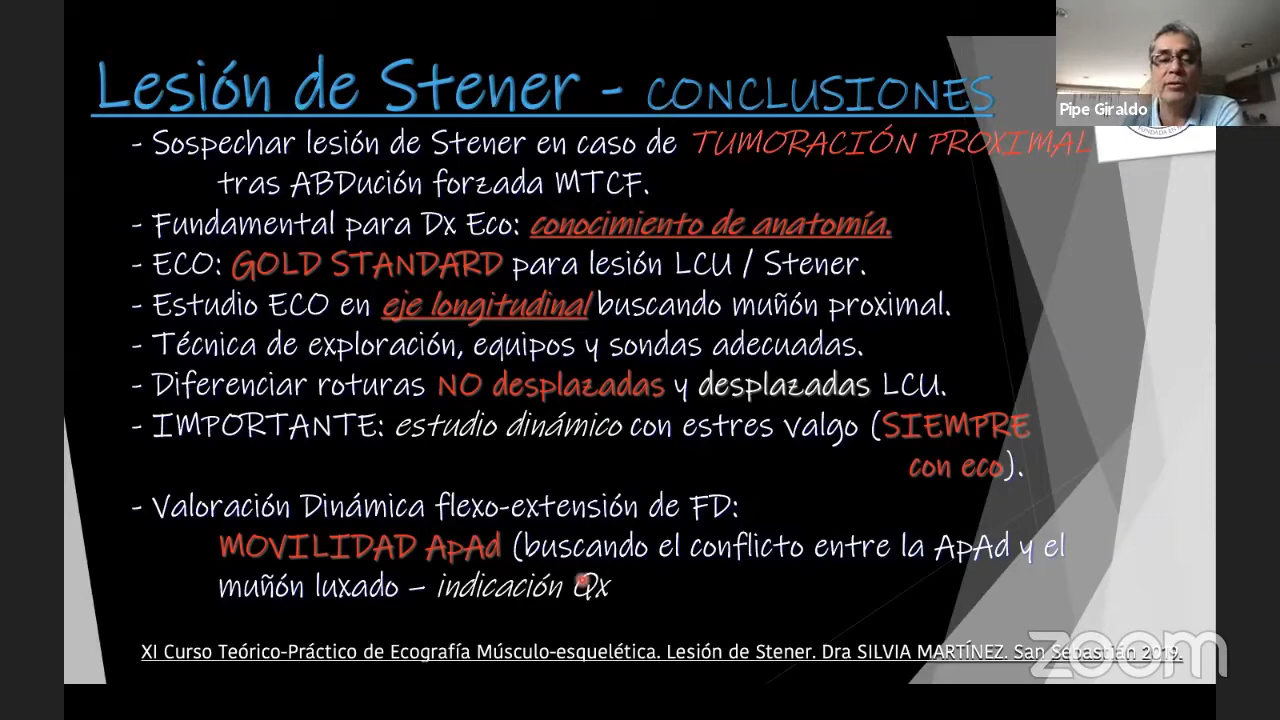 Lesión de Stener - CONCLUSIONES
- Sospechar lesión de Stener en caso de TUMORACIÓN PROXIMAL
tras ABDución forzada MTCF.
- Fundamental para Dx Eco: conocimiento de anatomía.
- ECO: GOLD STANDARD para lesión LCU / Stener.
- Estudio ECO en eje longitudinal buscando muñón proximal.
- Técnica de exploración, equipos y sondas adecuadas.
- Diferenciar roturas NO desplazadas y desplazadas LCU.
- IMPORTANTE: estudio dinámico con estres valgo (SIEMPRE
con eco).
- Valoración Dinámica flexo-extensión de FD:
MOVILIDAD ApAd (buscando el conflicto entre la ApAd y el
muñón luxado – indicación Qx
XI Curso Teórico-Práctico de Ecografía Músculo-esquelética. Lesión de Stener. Dra SILVIA MARTÍNEZ. San Sebastián 2019.
Pipe Giraldo
zoom